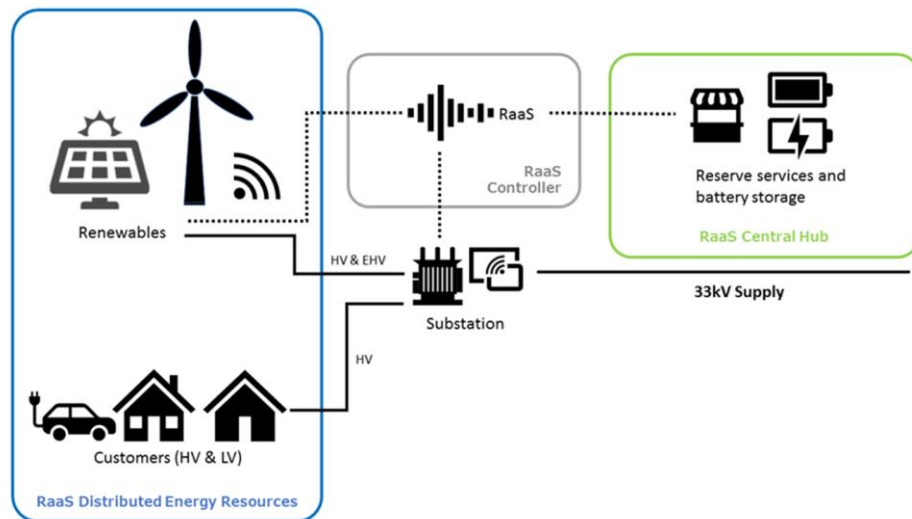 RaaS
RaaS
Controller
Reserve services and
battery storage
RaaS Central Hub
Renewables
HV & EHV
Substation
33kV Supply
HV
Customers (HV & LV)
RaaS Distributed Energy Resources